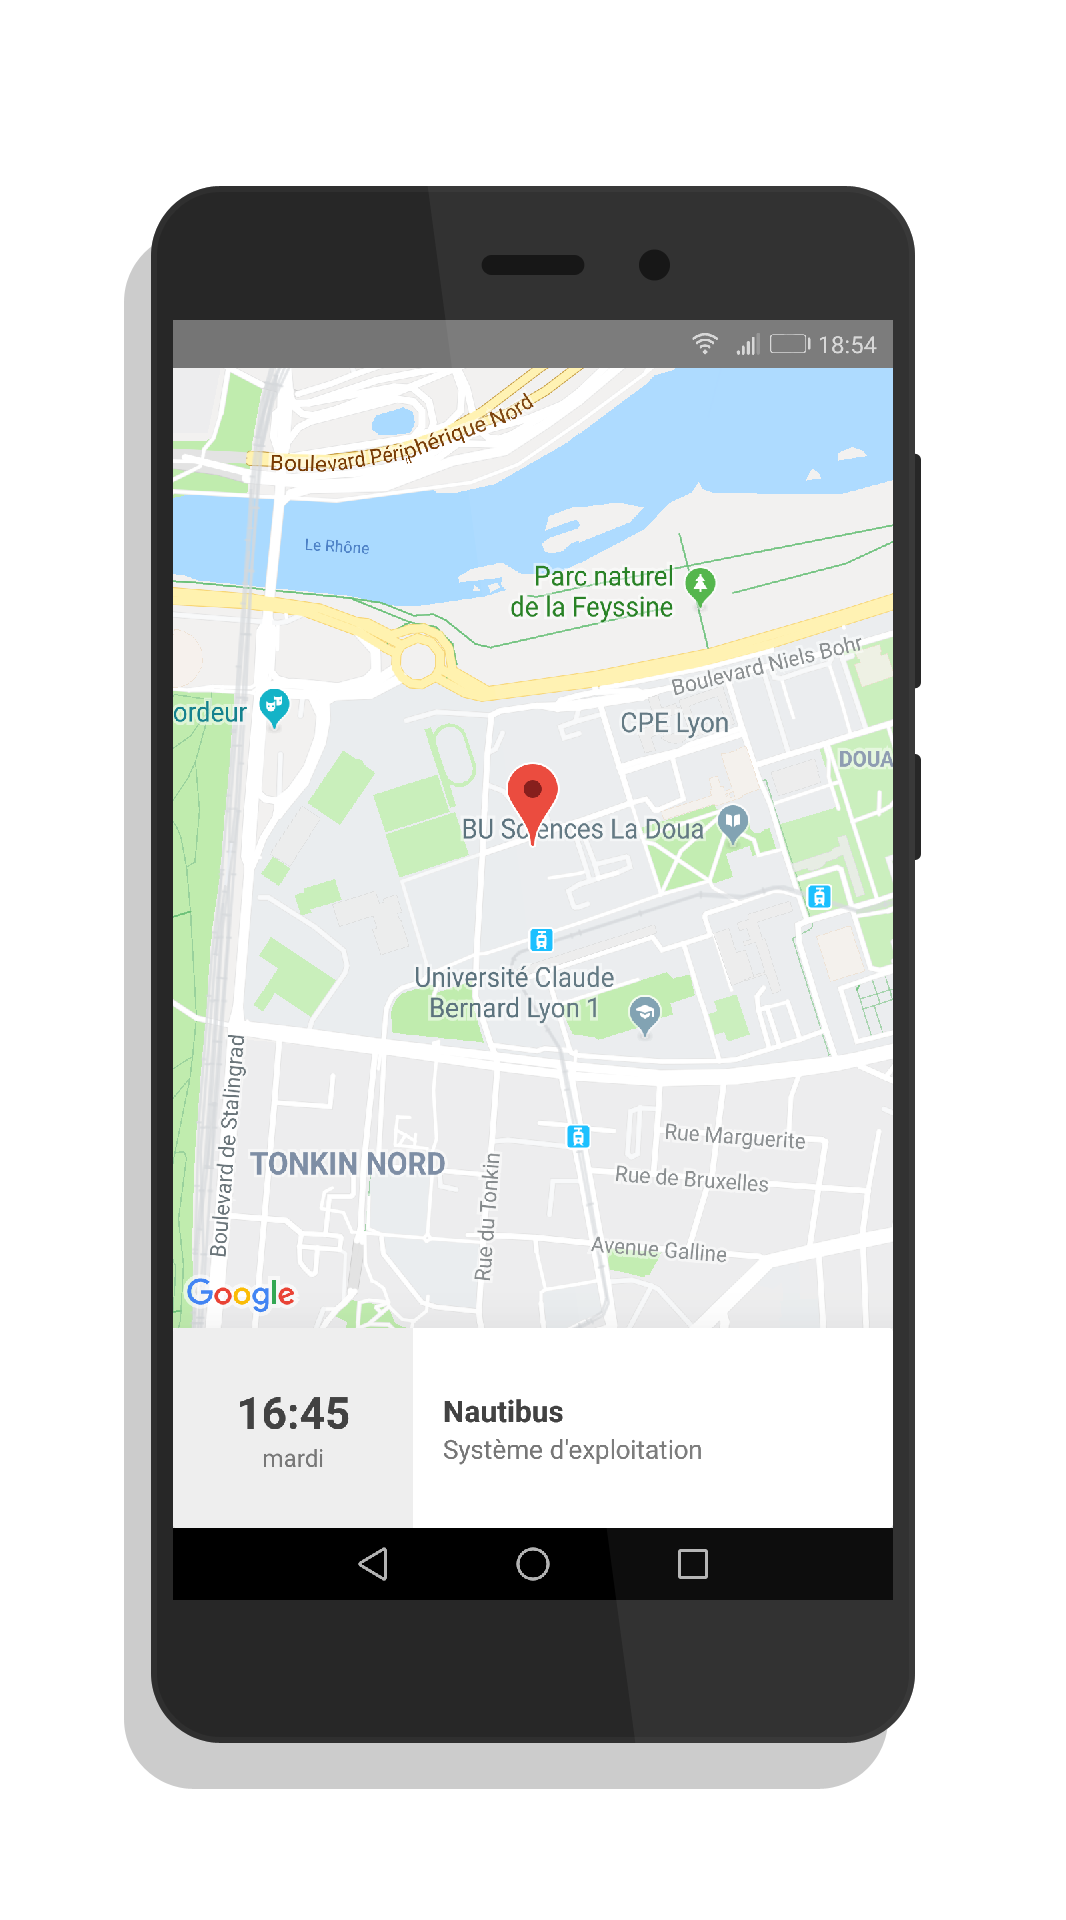 18:54
Boulevard Périphérique Nord
Le Rhône
Parc naturel
de la Feyssine
Boulevard Niels Bohr
ordeur
CPE Lyon
DOUA
BU Sciences La Doua
Université Claude
Bernard Lyon 1
Boulevard de Stalingrad
Rue Marguerite
TONKIN NORD
Rue du Tonkin
Rue de Bruxelles
Avenue Galline
Google
16:45
mardi
Nautibus
Système d'exploitation